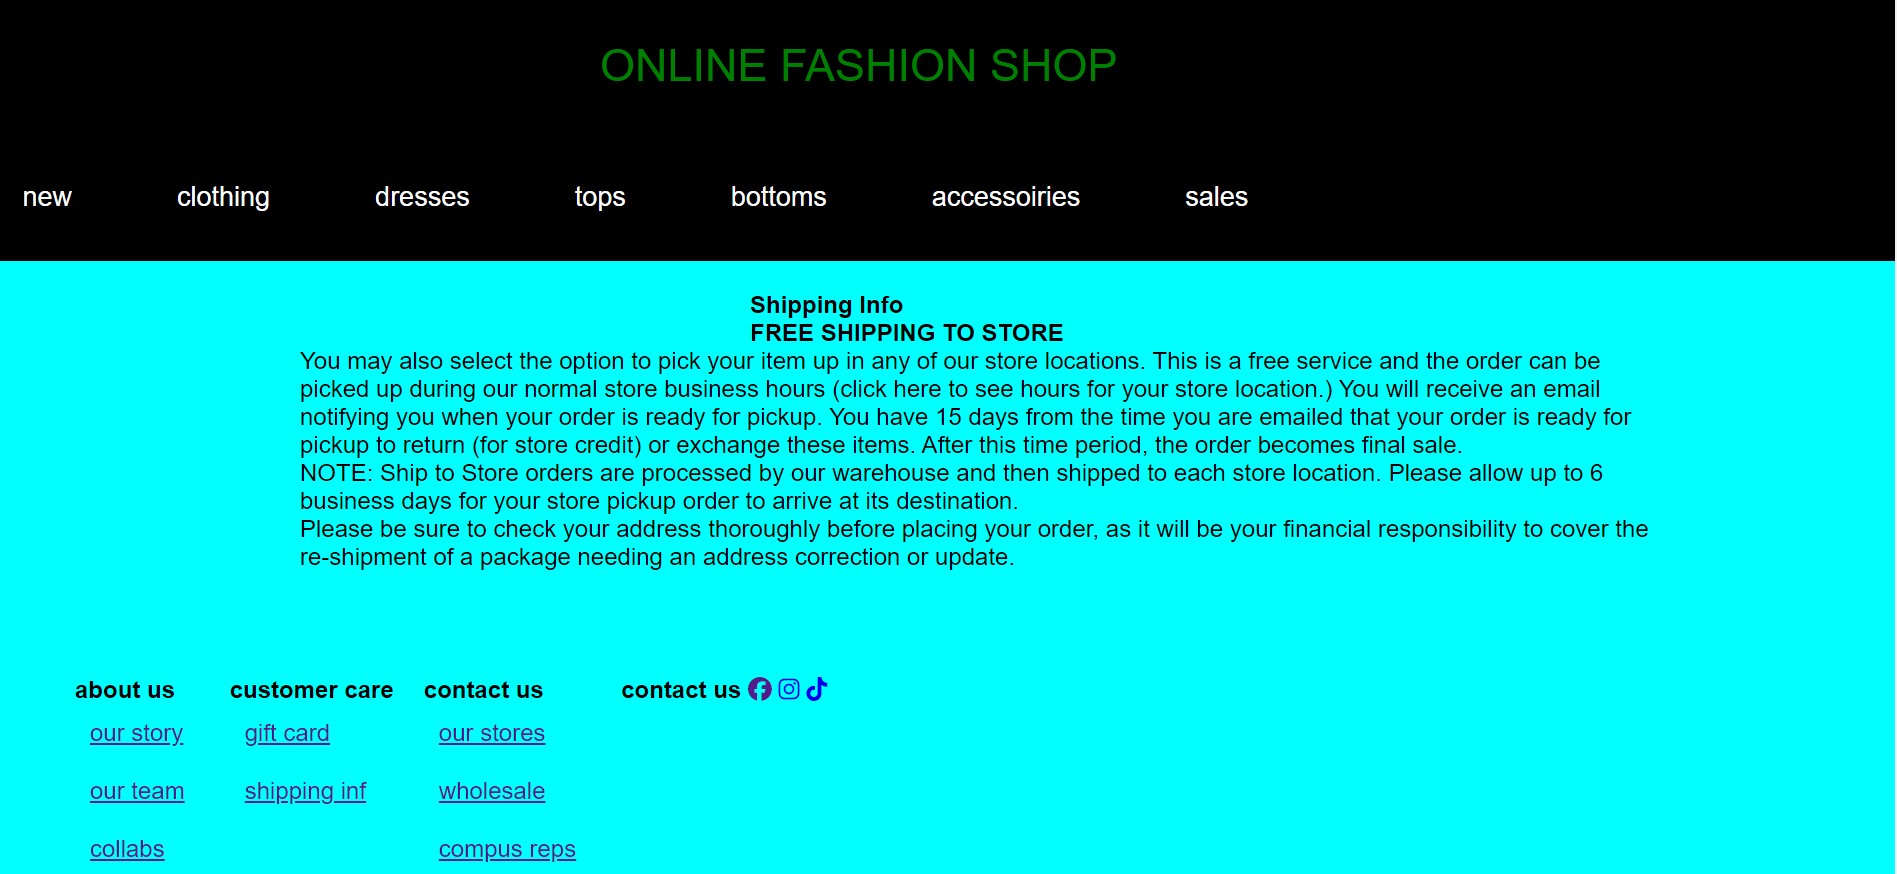 ONLINE FASHION SHOP
new clothing dresses tops bottoms accessoiries sales
Shipping Info
FREE SHIPPING TO STORE
You may also select the option to pick your item up in any of our store locations. This is a free service and the order can be
picked up during our normal store business hours (click here to see hours for your store location.) You will receive an email
notifying you when your order is ready for pickup. You have 15 days from the time you are emailed that your order is ready for
pickup to return (for store credit) or exchange these items. After this time period, the order becomes final sale.
NOTE: Ship to Store orders are processed by our warehouse and then shipped to each store location. Please allow up to 6
business days for your store pickup order to arrive at its destination.
Please be sure to check your address thoroughly before placing your order, as it will be your financial responsibility to cover the
re-shipment of a package needing an address correction or update.
about us customer care contact us contact us
our story gift card our stores
our team shipping inf wholesale
collabs compus reps